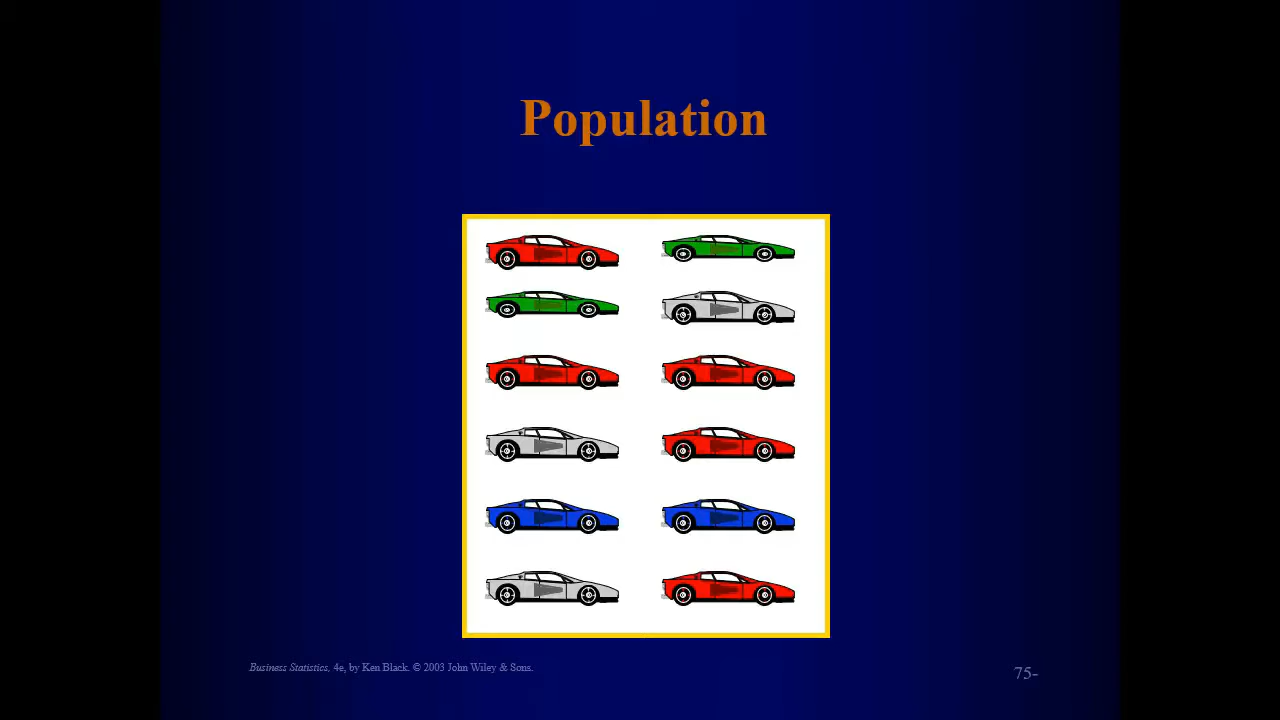 Population
Business Statistics, 4e, by Ken Black. © 2003 John Wiley & Sons.
75-